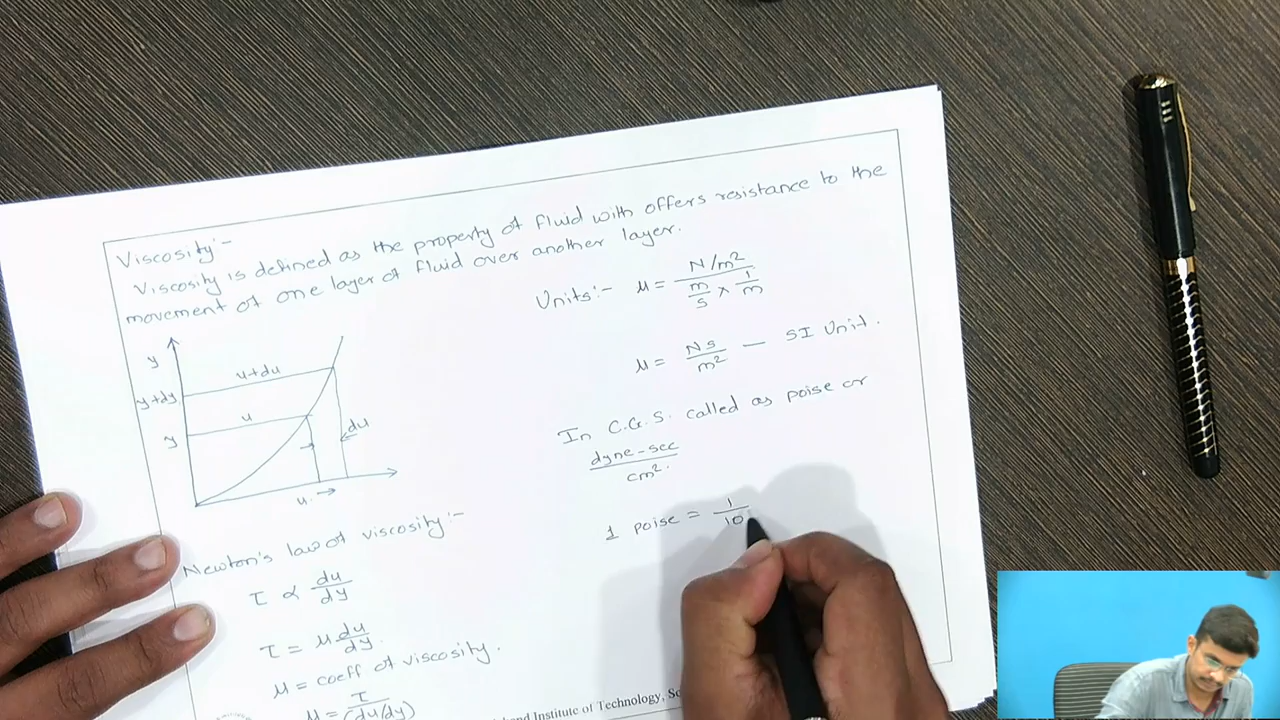 Viscosity:-
Viscosity is defined as the property of fluid with offers resistance to the
movement of one layer of fluid over another layer.
y
y+dy
u+du
y
u
du
u →
Newton's law of viscosity:-
τ ∝ du/dy
τ = μ du/dy.
μ = coeff of viscosity.
μ = τ/(du/dy)
Units:- μ = N/m² / (m/s × 1/m)
μ = NS/m² — SI Unit.
In C.G.S. called as poise or
dyne-sec/cm².
1 poise = 1/10
Institute of Technology,